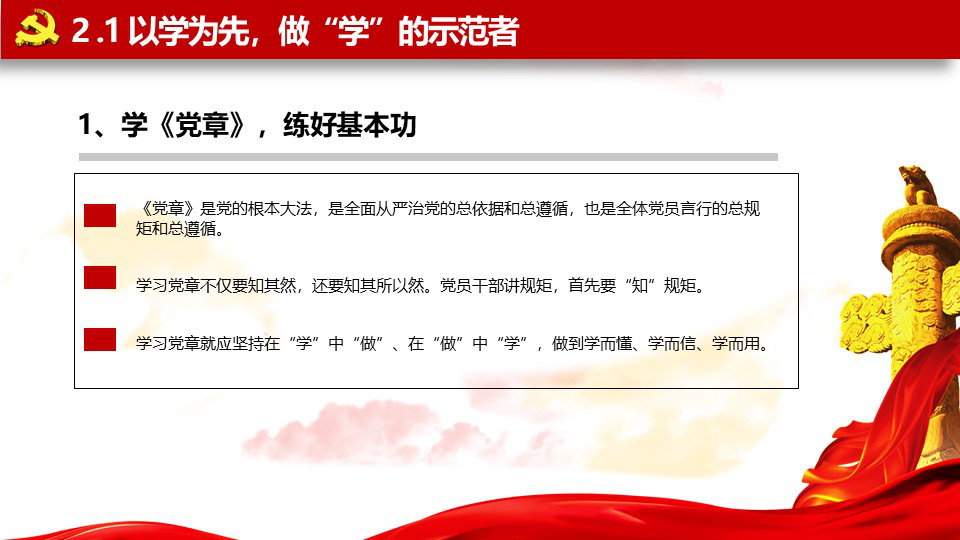 2 .1 以学为先，做“学”的示范者
1、学《党章》，练好基本功
《党章》是党的根本大法，是全面从严治党的总依据和总遵循，也是全体党员言行的总规
矩和总遵循。
学习党章不仅要知其然，还要知其所以然。党员干部讲规矩，首先要“知”规矩。
学习党章就应坚持在“学”中“做”、在“做”中“学”，做到学而懂、学而信、学而用。